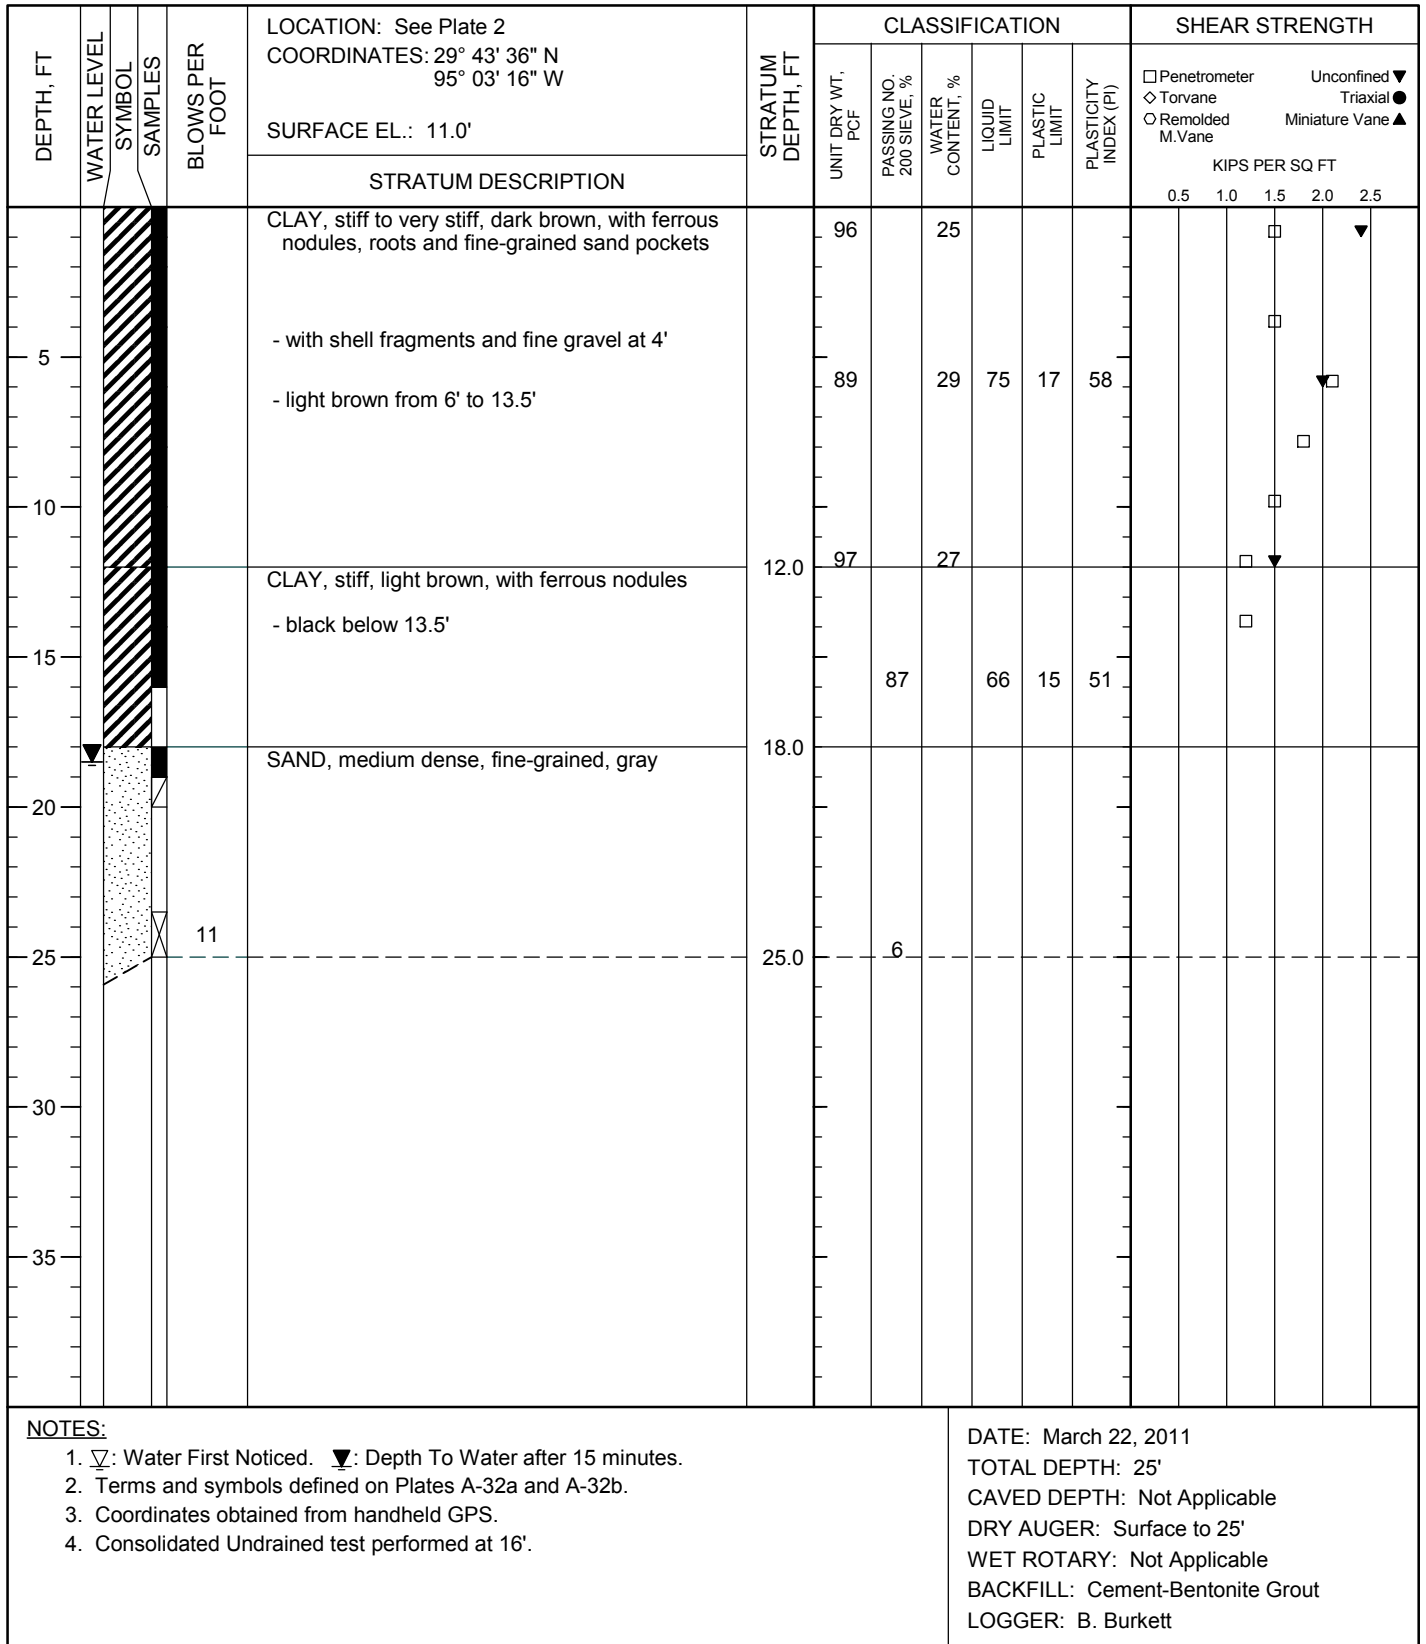 DEPTH, FT
WATER LEVEL
SYMBOL
SAMPLES
BLOWS PER
FOOT
LOCATION: See Plate 2
COORDINATES: 29° 43' 36" N
95° 03' 16" W
SURFACE EL.: 11.0'
STRATUM DESCRIPTION
STRATUM
DEPTH, FT
CLASSIFICATION
UNIT DRY WT,
PCF
PASSING NO.
200 SIEVE, %
WATER
CONTENT, %
LIQUID
LIMIT
PLASTIC
LIMIT
PLASTICITY
INDEX (PI)
SHEAR STRENGTH
□ Penetrometer Unconfined ▼
◇ Torvane Triaxial ●
⎔ Remolded Miniature Vane ▲
M.Vane
KIPS PER SQ FT
0.5 1.0 1.5 2.0 2.5
CLAY, stiff to very stiff, dark brown, with ferrous
nodules, roots and fine-grained sand pockets
96 25
- with shell fragments and fine gravel at 4'
5
89 29 75 17 58
- light brown from 6' to 13.5'
10
12.0 97 27
CLAY, stiff, light brown, with ferrous nodules
- black below 13.5'
15
87 66 15 51
18.0
SAND, medium dense, fine-grained, gray
20
11
25 25.0 6
30
35
NOTES:
1. ▽: Water First Noticed. ▼: Depth To Water after 15 minutes.
2. Terms and symbols defined on Plates A-32a and A-32b.
3. Coordinates obtained from handheld GPS.
4. Consolidated Undrained test performed at 16'.
DATE: March 22, 2011
TOTAL DEPTH: 25'
CAVED DEPTH: Not Applicable
DRY AUGER: Surface to 25'
WET ROTARY: Not Applicable
BACKFILL: Cement-Bentonite Grout
LOGGER: B. Burkett